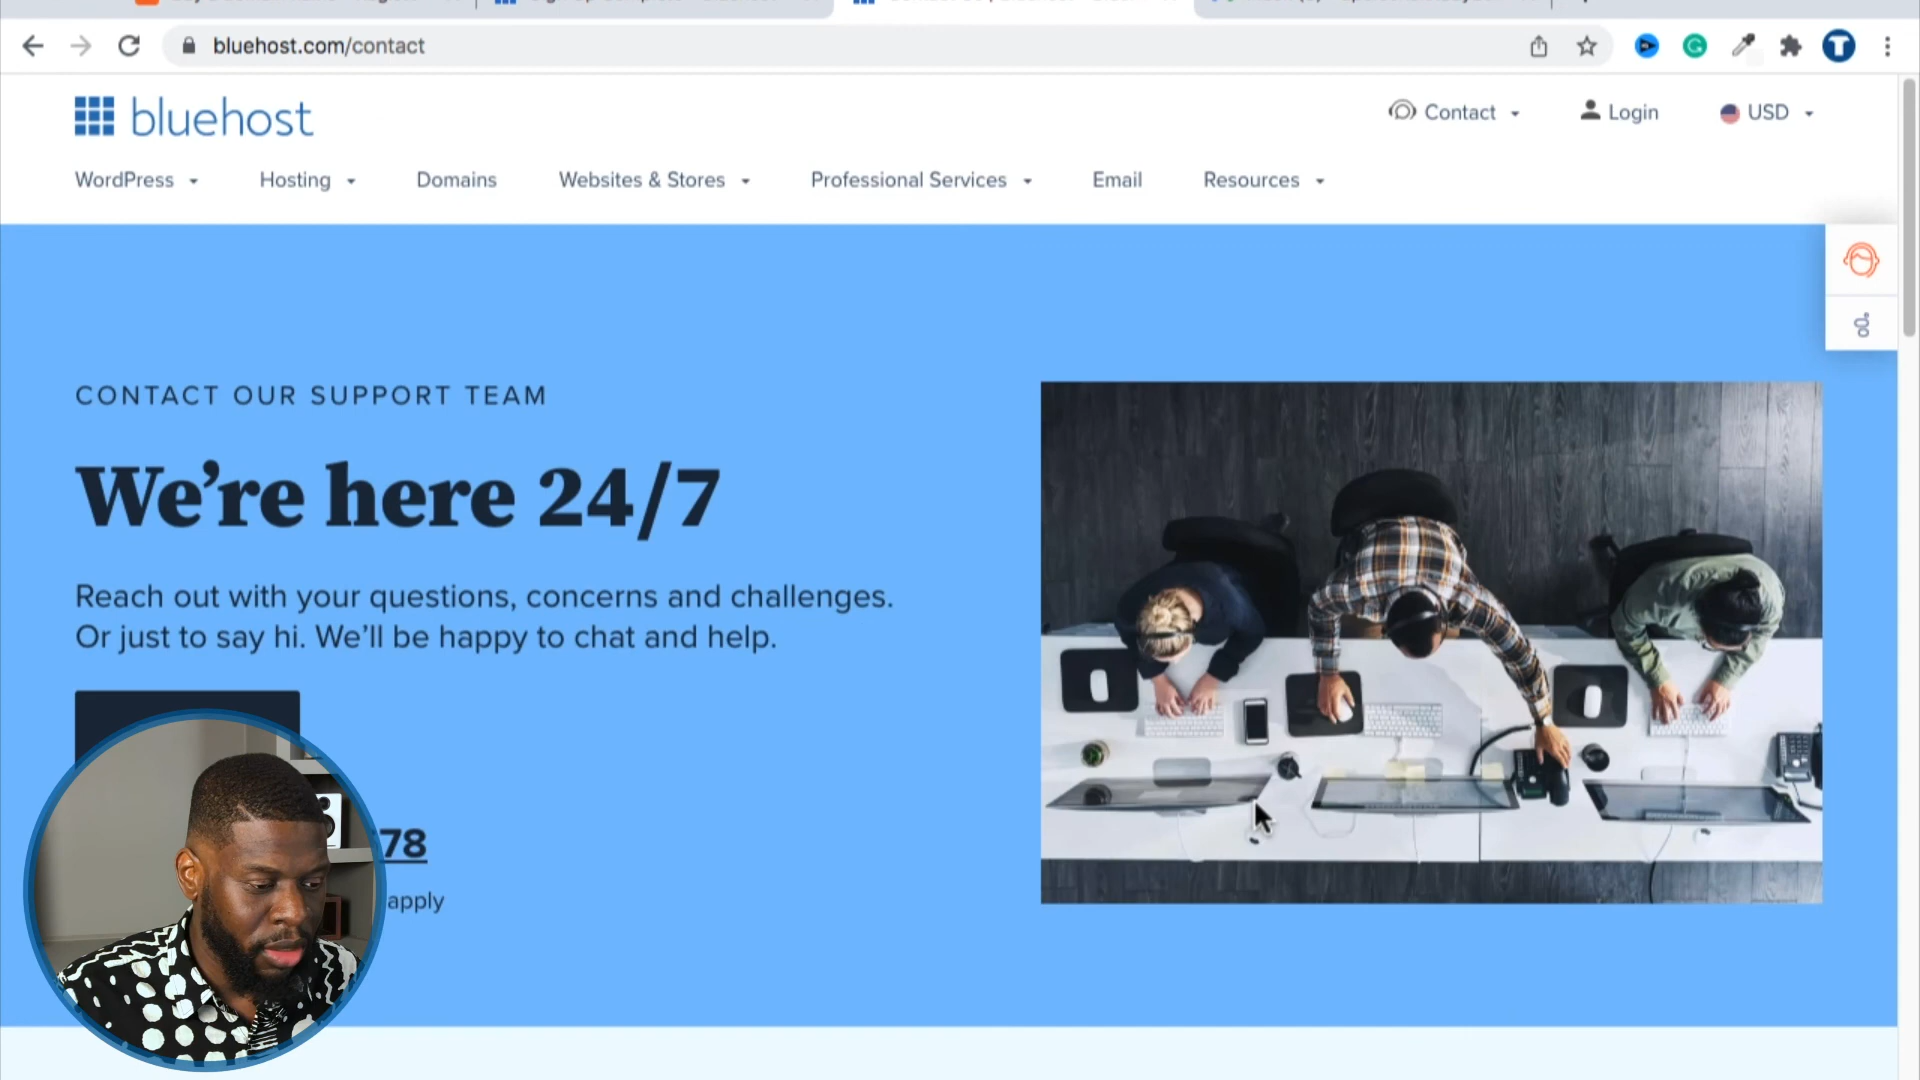 bluehost.com/contact
bluehost
Contact
Login
USD
WordPress
Hosting
Domains
Websites & Stores
Professional Services
Email
Resources
CONTACT OUR SUPPORT TEAM
We’re here 24/7
Reach out with your questions, concerns and challenges.
Or just to say hi. We’ll be happy to chat and help.
78
apply